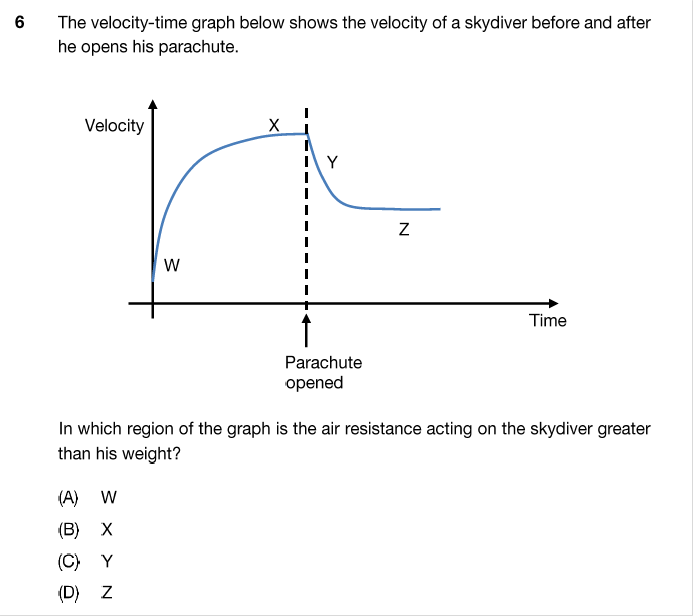 6 The velocity-time graph below shows the velocity of a skydiver before and after
he opens his parachute.
Velocity
X
Y
W
Z
Time
Parachute
opened
In which region of the graph is the air resistance acting on the skydiver greater
than his weight?
(A) W
(B) X
(C) Y
(D) Z